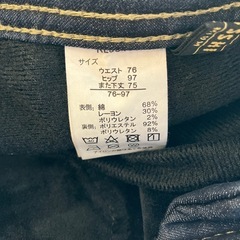 サイズ
ウエスト 76
ヒップ 97
また下丈 75
76-97
表側: 綿 68%
レーヨン 30%
ポリウレタン 2%
裏側: ポリエステル 92%
ポリウレタン 8%